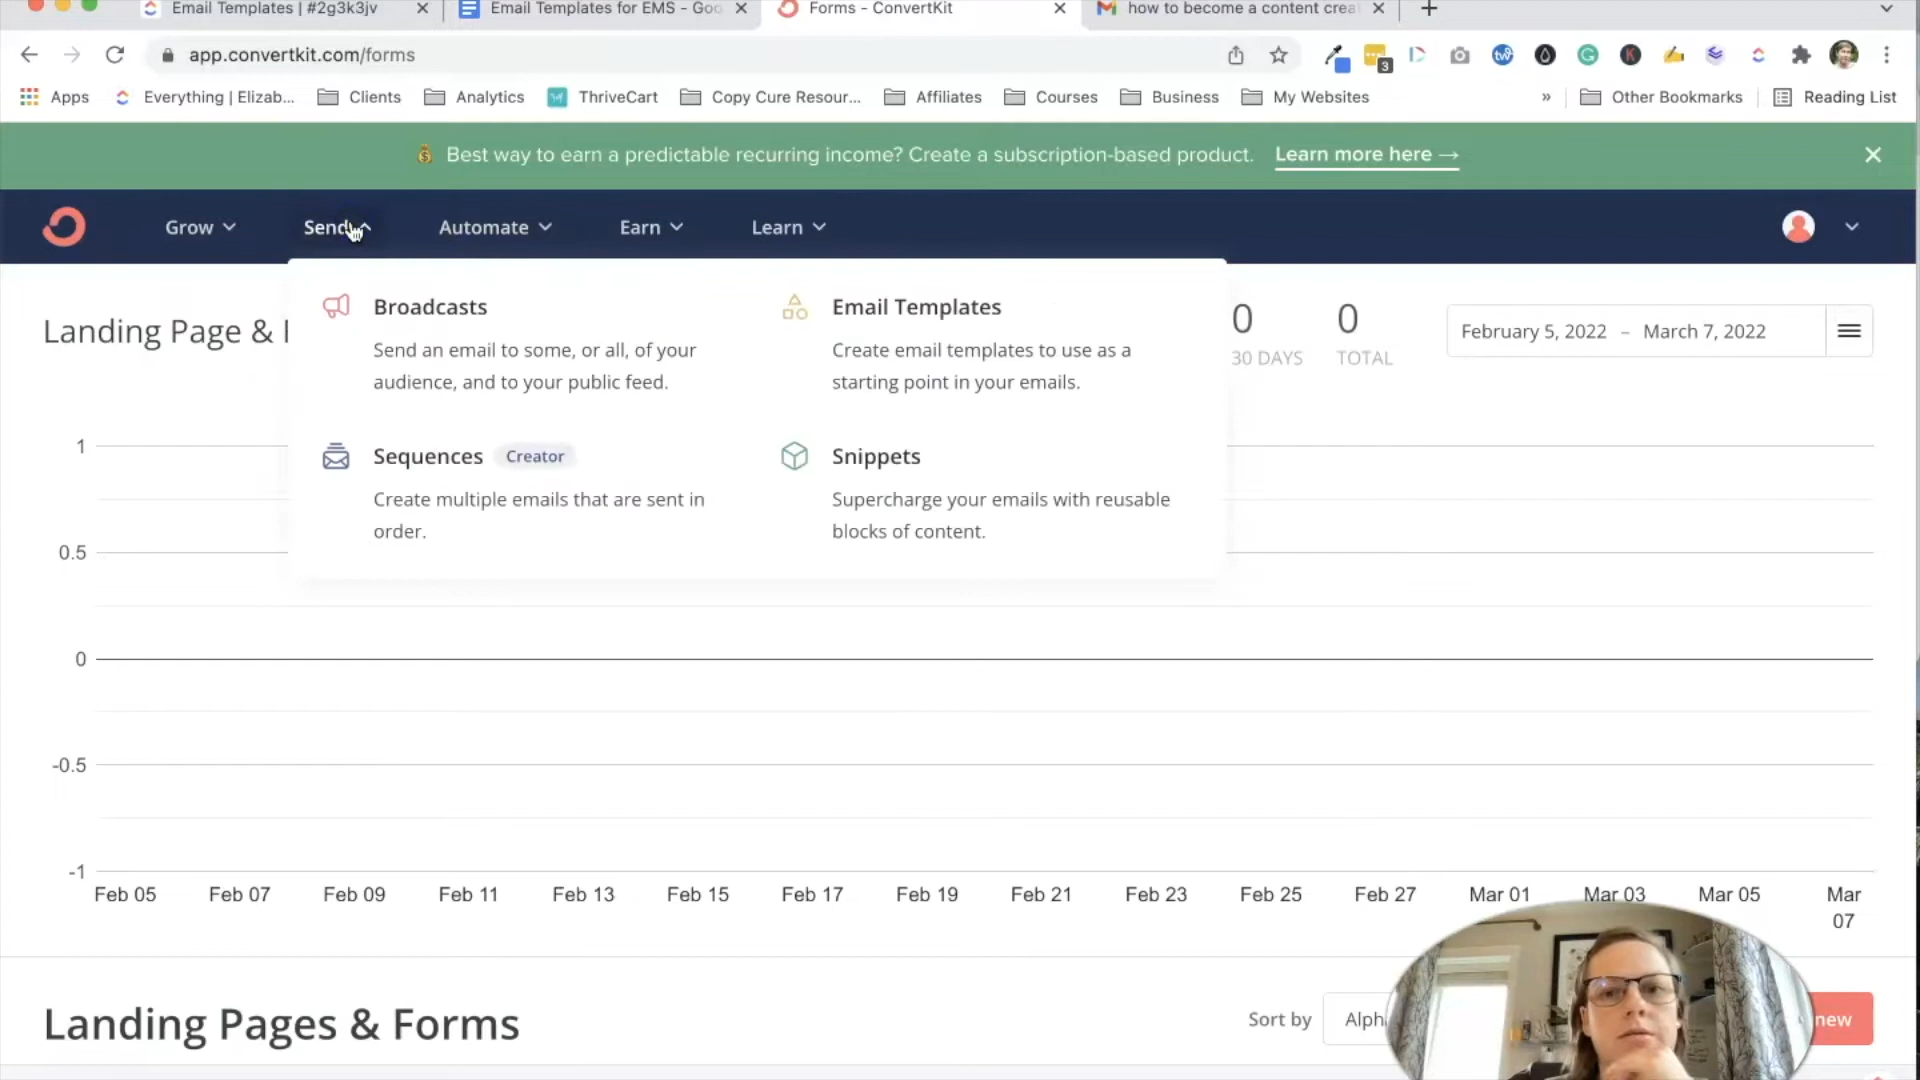 Email Templates | #2g3k3jv
Email Templates for EMS - Goo
Forms - ConvertKit
how to become a content crea
app.convertkit.com/forms
3
Apps
Everything | Elizab...
Clients
Analytics
ThriveCart
Copy Cure Resour...
Affiliates
Courses
Business
My Websites
»
Other Bookmarks
Reading List
Best way to earn a predictable recurring income? Create a subscription-based product. Learn more here →
Grow
Send
Automate
Earn
Learn
Broadcasts
Send an email to some, or all, of your
audience, and to your public feed.
Email Templates
Create email templates to use as a
starting point in your emails.
Sequences Creator
Create multiple emails that are sent in
order.
Snippets
Supercharge your emails with reusable
blocks of content.
Landing Page &
0
30 DAYS
0
TOTAL
February 5, 2022 – March 7, 2022
1
0.5
0
-0.5
-1
Feb 05 Feb 07 Feb 09 Feb 11 Feb 13 Feb 15 Feb 17 Feb 19 Feb 21 Feb 23 Feb 25 Feb 27 Mar 01 Mar 03 Mar 05 Mar 07
Landing Pages & Forms
Sort by
Alph
new